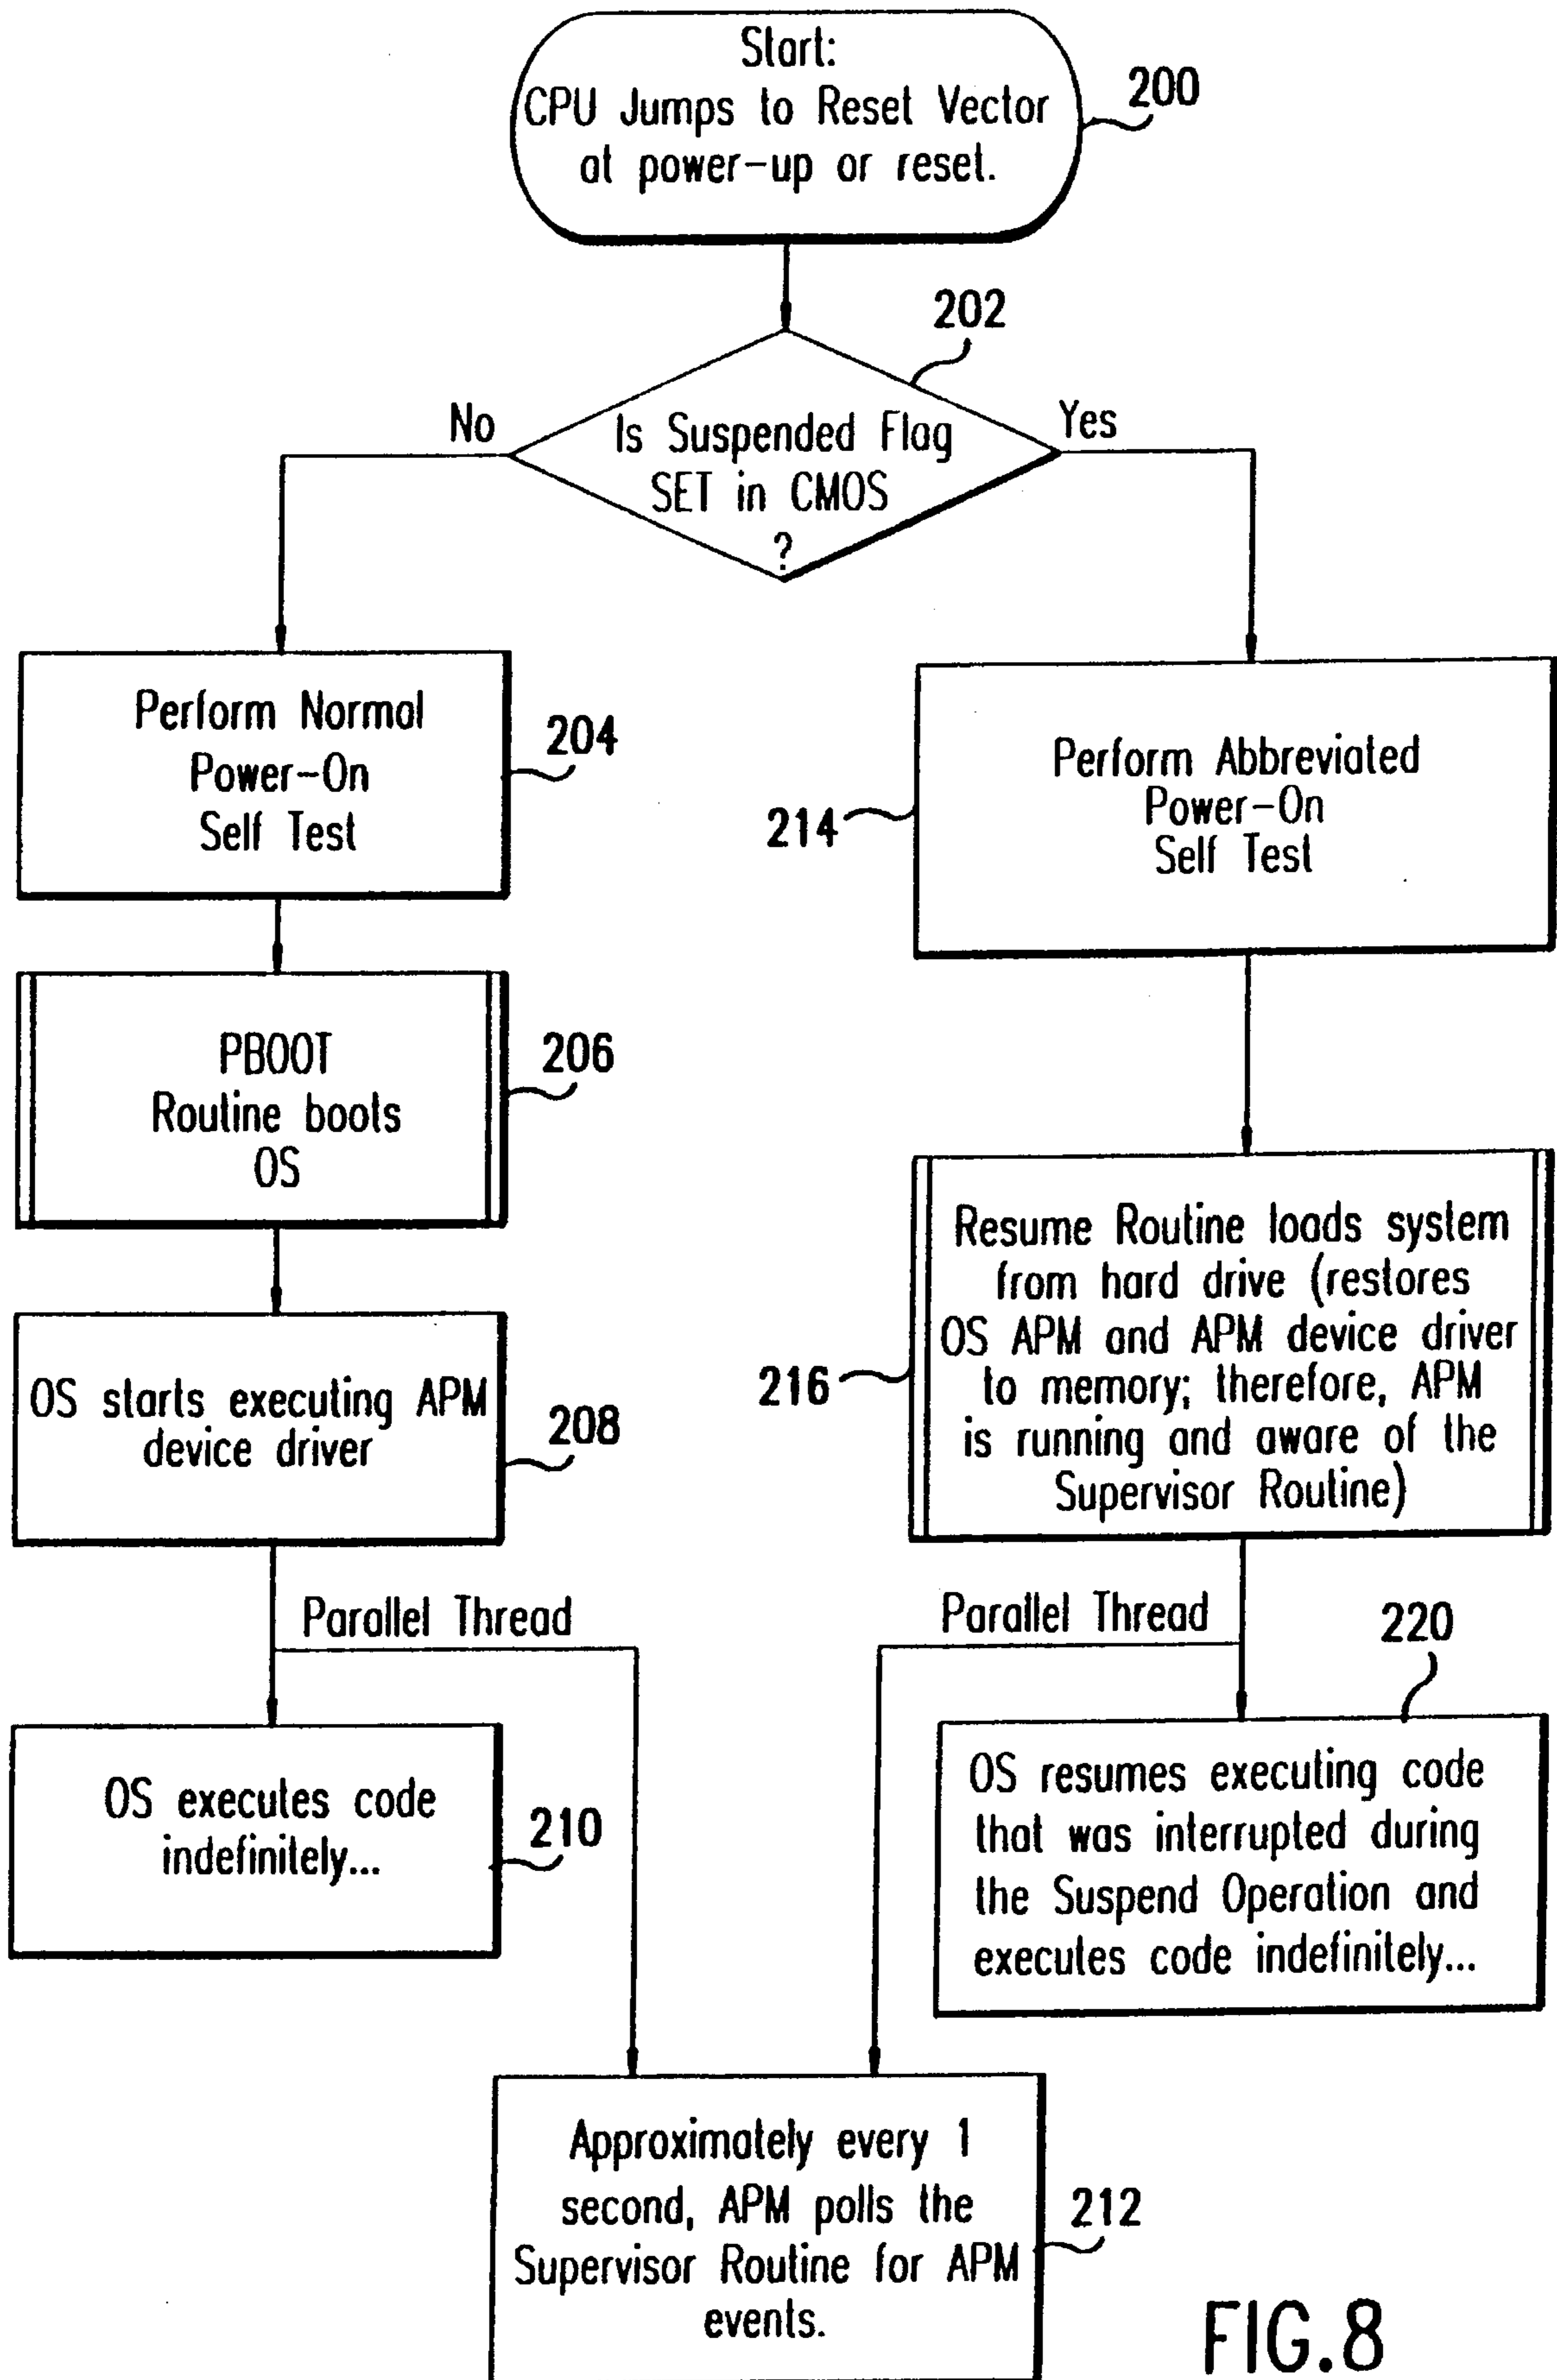 Start:
CPU Jumps to Reset Vector
at power-up or reset.
200
202
No
Yes
Is Suspended Flag
SET in CMOS
?
Perform Normal
Power-On
Self Test
204
Perform Abbreviated
Power-On
Self Test
214
PBOOT
Routine boots
OS
206
Resume Routine loads system
from hard drive (restores
OS APM and APM device driver
to memory; therefore, APM
is running and aware of the
Supervisor Routine)
216
OS starts executing APM
device driver
208
Parallel Thread
Parallel Thread
220
OS executes code
indefinitely...
210
OS resumes executing code
that was interrupted during
the Suspend Operation and
executes code indefinitely...
Approximately every 1
second, APM polls the
Supervisor Routine for APM
events.
212
FIG.8